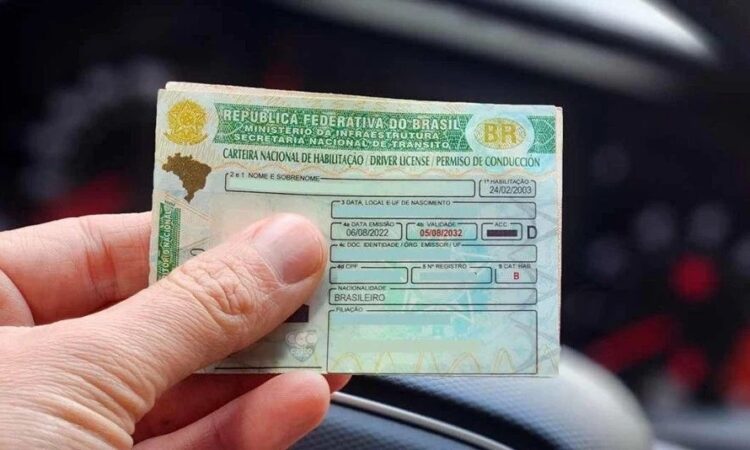 REPÚBLICA FEDERATIVA DO BRASIL
MINISTÉRIO DA INFRAESTRUTURA
SECRETARIA NACIONAL DE TRÂNSITO
BR
CARTEIRA NACIONAL DE HABILITAÇÃO / DRIVER LICENSE / PERMISO DE CONDUCCIÓN
2 e 1 NOME E SOBRENOME
1ª HABILITAÇÃO
24/02/2003
3 DATA, LOCAL E UF DE NASCIMENTO
4a DATA EMISSÃO
06/08/2022
4b VALIDADE
05/08/2032
ACC
D
4c DOC. IDENTIDADE / ÓRG. EMISSOR / UF
4d CPF
5 Nº REGISTRO
9 CAT. HAB.
B
NACIONALIDADE
BRASILEIRO
FILIAÇÃO